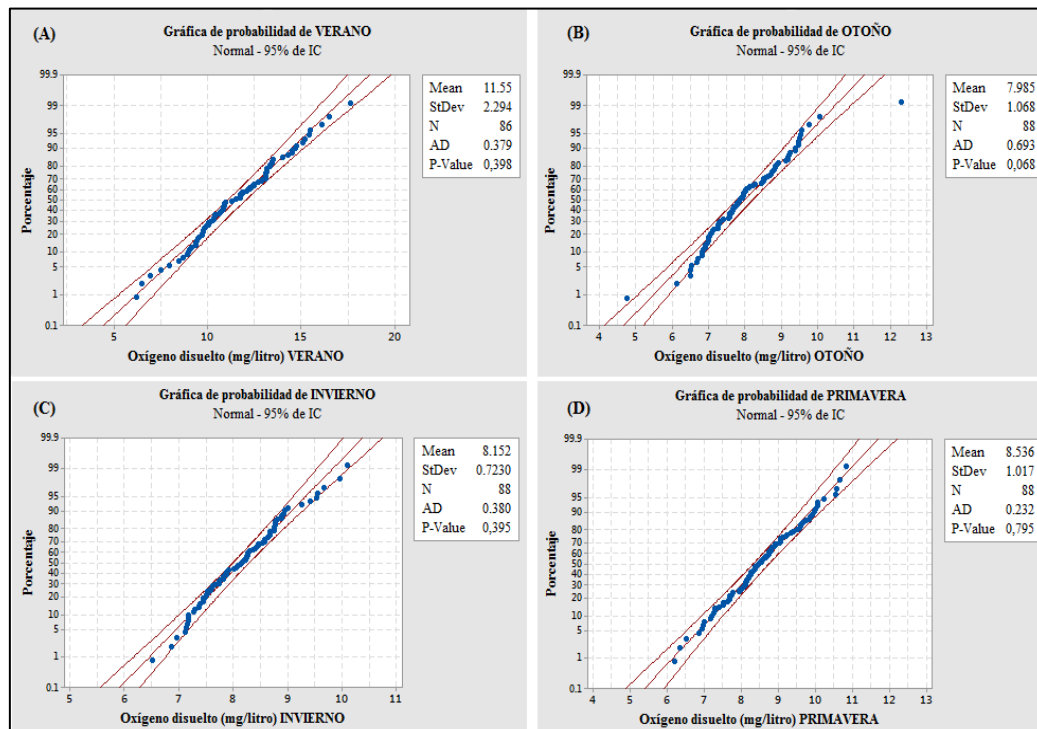 (A)
Gráfica de probabilidad de VERANO
Normal - 95% de IC
99.9
99
95
90
80
70
60
50
40
30
20
10
5
1
0.1
Porcentaje
5 10 15 20
Oxígeno disuelto (mg/litro) VERANO
Mean 11.55
StDev 2.294
N 86
AD 0.379
P-Value 0,398
(B)
Gráfica de probabilidad de OTOÑO
Normal - 95% de IC
99.9
99
95
90
80
70
60
50
40
30
20
10
5
1
0.1
Porcentaje
4 5 6 7 8 9 10 11 12 13
Oxígeno disuelto (mg/litro) OTOÑO
Mean 7.985
StDev 1.068
N 88
AD 0.693
P-Value 0,068
(C)
Gráfica de probabilidad de INVIERNO
Normal - 95% de IC
99.9
99
95
90
80
70
60
50
40
30
20
10
5
1
0.1
Porcentaje
5 6 7 8 9 10 11
Oxígeno disuelto (mg/litro) INVIERNO
Mean 8.152
StDev 0.7230
N 88
AD 0.380
P-Value 0,395
(D)
Gráfica de probabilidad de PRIMAVERA
Normal - 95% de IC
99.9
99
95
90
80
70
60
50
40
30
20
10
5
1
0.1
Porcentaje
4 5 6 7 8 9 10 11 12 13
Oxígeno disuelto (mg/litro) PRIMAVERA
Mean 8.536
StDev 1.017
N 88
AD 0.232
P-Value 0,795